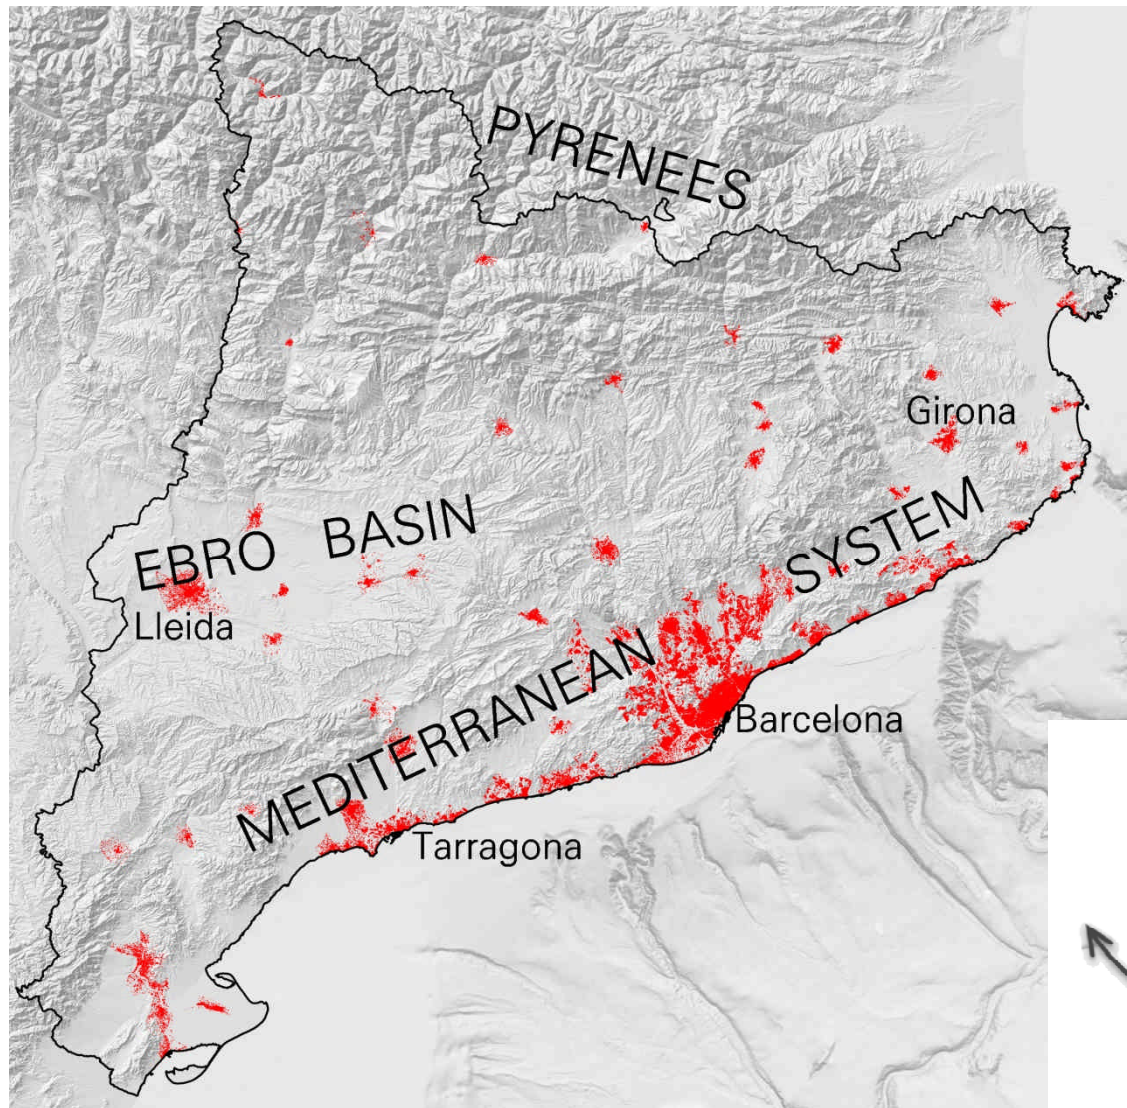 PYRENEES
Girona
EBRO BASIN
SYSTEM
Lleida
MEDITERRANEAN
Barcelona
Tarragona